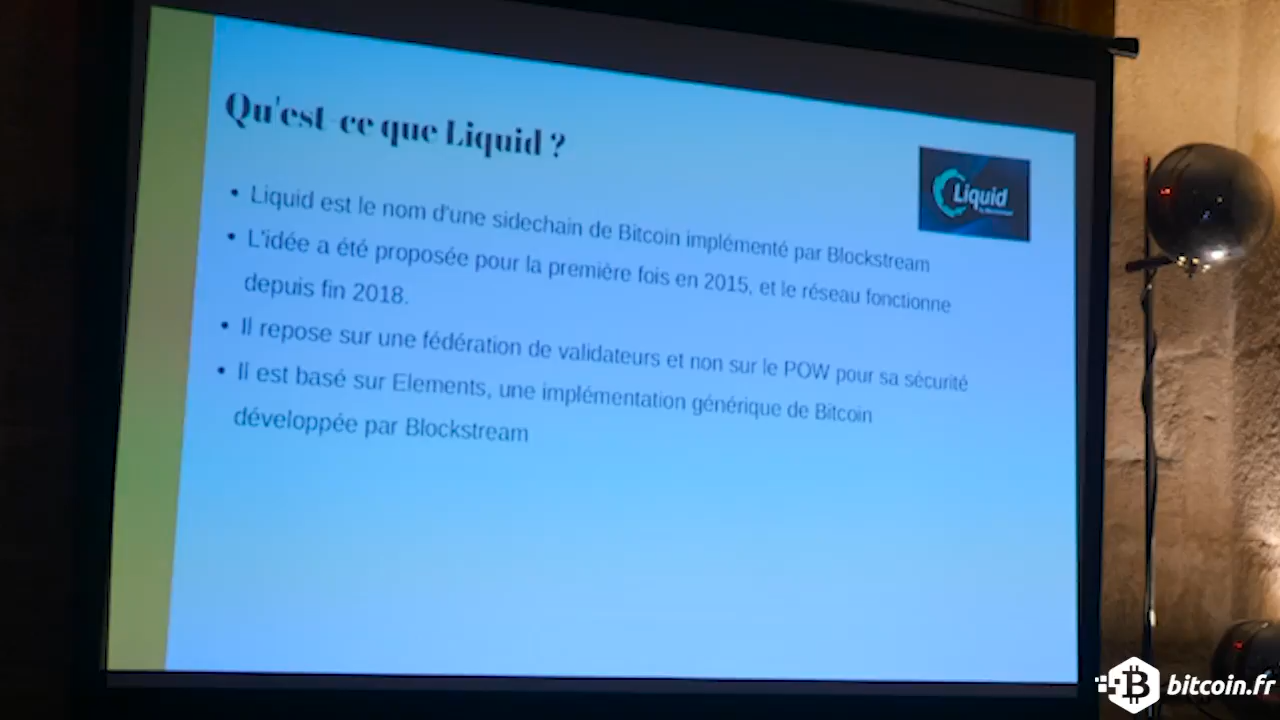 Qu'est-ce que Liquid ?
Liquid
• Liquid est le nom d'une sidechain de Bitcoin implémenté par Blockstream
• L'idée a été proposée pour la première fois en 2015, et le réseau fonctionne
depuis fin 2018.
• Il repose sur une fédération de validateurs et non sur le POW pour sa sécurité
• Il est basé sur Elements, une implémentation générique de Bitcoin
développée par Blockstream
bitcoin.fr